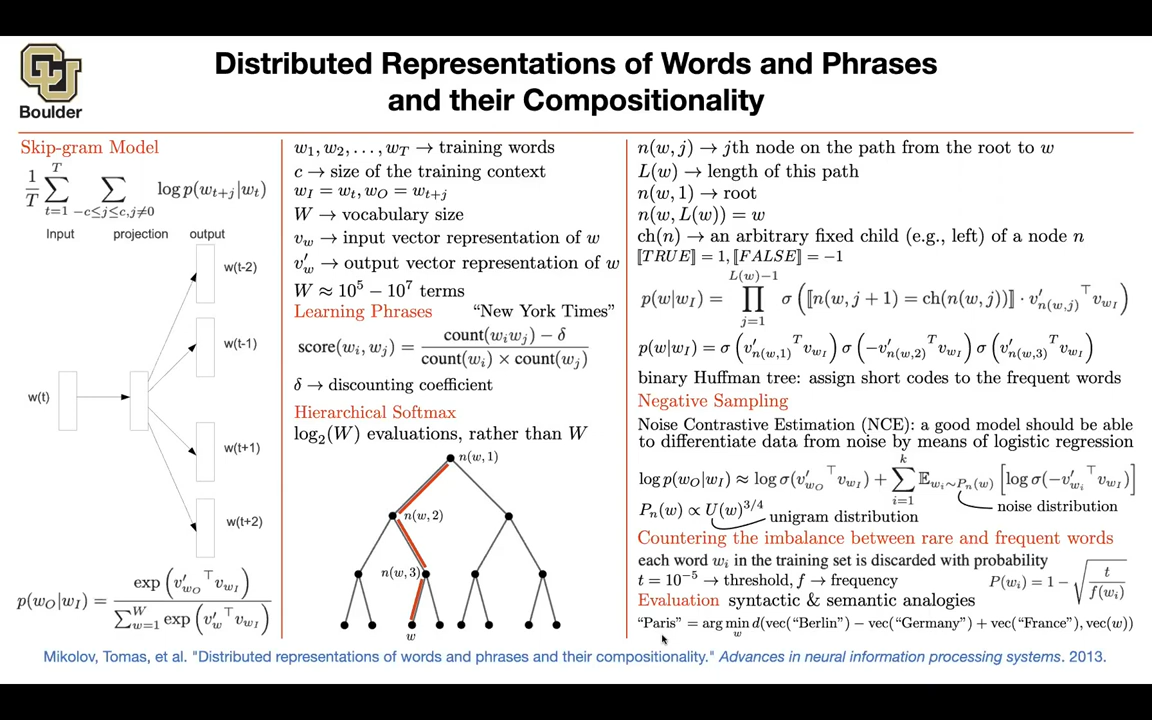 Boulder
Distributed Representations of Words and Phrases
and their Compositionality
Skip-gram Model
\frac{1}{T} \sum_{t=1}^{T} \sum_{-c≤j≤c,j≠0} log p(w_{t+j}|w_t)
Input projection output
w(t-2)
w(t-1)
w(t)
w(t+1)
w(t+2)
p(w_O|w_I) = \frac{exp(v'_{w_O}^⊤ v_{w_I})}{\sum_{w=1}^{W} exp(v'_w^⊤ v_{w_I})}
w_1, w_2, . . . , w_T → training words
c → size of the training context
w_I = w_t, w_O = w_{t+j}
W → vocabulary size
v_w → input vector representation of w
v'_w → output vector representation of w
W ≈ 10^5 − 10^7 terms
Learning Phrases “New York Times”
score(w_i, w_j) = \frac{count(w_i w_j) − δ}{count(w_i) × count(w_j)}
δ → discounting coefficient
Hierarchical Softmax
log_2(W) evaluations, rather than W
n(w, 1)
n(w, 2)
n(w, 3)
w
n(w, j) → jth node on the path from the root to w
L(w) → length of this path
n(w, 1) → root
n(w, L(w)) = w
ch(n) → an arbitrary fixed child (e.g., left) of a node n
⟦TRUE⟧ = 1, ⟦FALSE⟧ = −1
p(w|w_I) = \prod_{j=1}^{L(w)−1} σ(⟦n(w, j + 1) = ch(n(w, j))⟧ · v'_{n(w,j)}^⊤ v_{w_I})
p(w|w_I) = σ(v'_{n(w,1)}^T v_{w_I}) σ(−v'_{n(w,2)}^T v_{w_I}) σ(v'_{n(w,3)}^T v_{w_I})
binary Huffman tree: assign short codes to the frequent words
Negative Sampling
Noise Contrastive Estimation (NCE): a good model should be able
to differentiate data from noise by means of logistic regression
log p(w_O|w_I) ≈ log σ(v'_{w_O}^⊤ v_{w_I}) + \sum_{i=1}^{k} 𝔼_{w_i∼P_n(w)} [log σ(−v'_{w_i}^⊤ v_{w_I})]
noise distribution
P_n(w) ∝ U(w)^{3/4} unigram distribution
Countering the imbalance between rare and frequent words
each word w_i in the training set is discarded with probability
t = 10^{−5} → threshold, f → frequency P(w_i) = 1 − \sqrt{\frac{t}{f(w_i)}}
Evaluation syntactic & semantic analogies
“Paris” = arg min_w d(vec(“Berlin”) − vec(“Germany”) + vec(“France”), vec(w))
Mikolov, Tomas, et al. "Distributed representations of words and phrases and their compositionality." Advances in neural information processing systems. 2013.